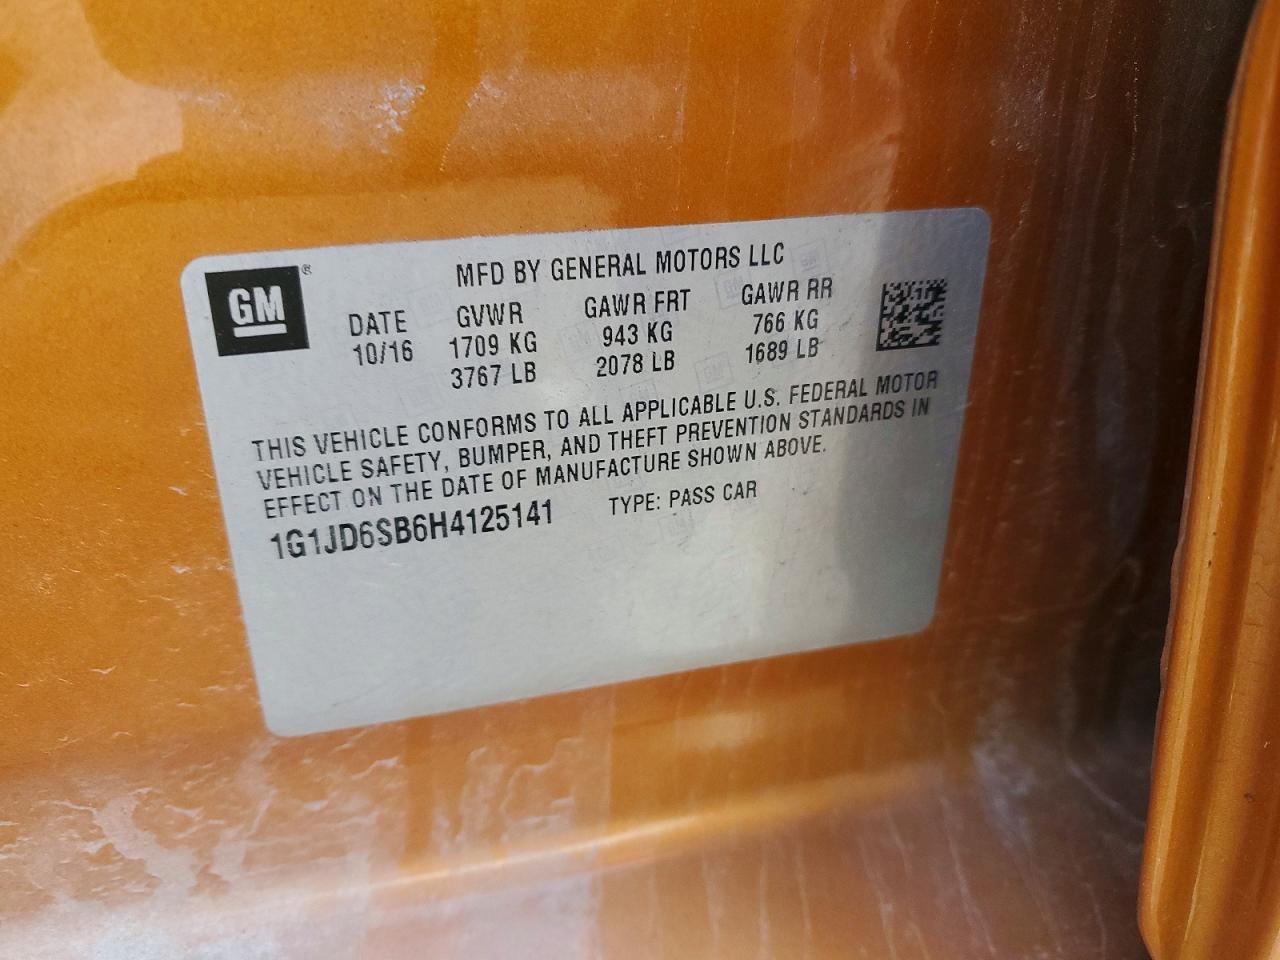 GM ®
MFD BY GENERAL MOTORS LLC
DATE GVWR GAWR FRT GAWR RR
10/16 1709 KG 943 KG 766 KG
3767 LB 2078 LB 1689 LB
THIS VEHICLE CONFORMS TO ALL APPLICABLE U.S. FEDERAL MOTOR
VEHICLE SAFETY, BUMPER, AND THEFT PREVENTION STANDARDS IN
EFFECT ON THE DATE OF MANUFACTURE SHOWN ABOVE.
1G1JD6SB6H4125141 TYPE: PASS CAR